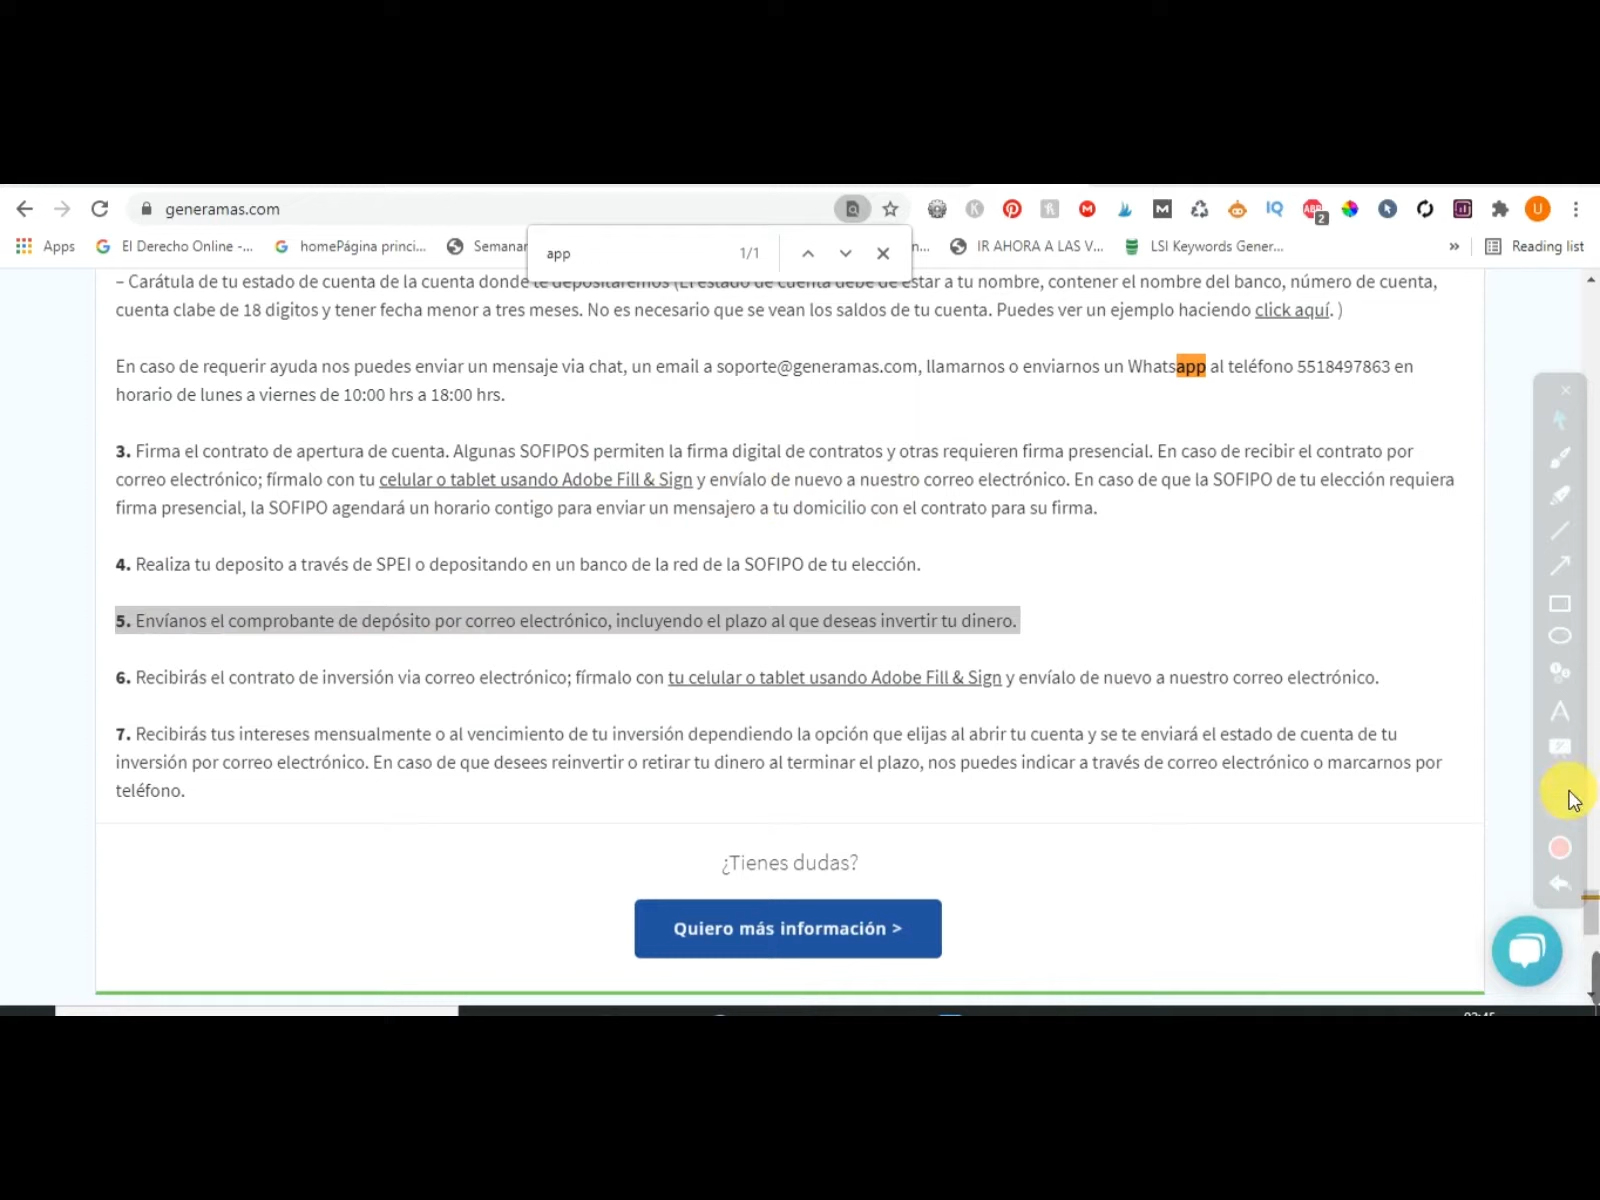 generamas.com
Apps
El Derecho Online -...
homePágina princi...
Semanar
n...
IR AHORA A LAS V...
LSI Keywords Gener...
»
Reading list
app
1/1
– Carátula de tu estado de cuenta de la cuenta donde te depositaremos (El estado de cuenta debe de estar a tu nombre, contener el nombre del banco, número de cuenta,
cuenta clabe de 18 digitos y tener fecha menor a tres meses. No es necesario que se vean los saldos de tu cuenta. Puedes ver un ejemplo haciendo click aquí. )
En caso de requerir ayuda nos puedes enviar un mensaje via chat, un email a soporte@generamas.com, llamarnos o enviarnos un Whatsapp al teléfono 5518497863 en
horario de lunes a viernes de 10:00 hrs a 18:00 hrs.
3. Firma el contrato de apertura de cuenta. Algunas SOFIPOS permiten la firma digital de contratos y otras requieren firma presencial. En caso de recibir el contrato por
correo electrónico; fírmalo con tu celular o tablet usando Adobe Fill & Sign y envíalo de nuevo a nuestro correo electrónico. En caso de que la SOFIPO de tu elección requiera
firma presencial, la SOFIPO agendará un horario contigo para enviar un mensajero a tu domicilio con el contrato para su firma.
4. Realiza tu deposito a través de SPEI o depositando en un banco de la red de la SOFIPO de tu elección.
5. Envíanos el comprobante de depósito por correo electrónico, incluyendo el plazo al que deseas invertir tu dinero.
6. Recibirás el contrato de inversión via correo electrónico; fírmalo con tu celular o tablet usando Adobe Fill & Sign y envíalo de nuevo a nuestro correo electrónico.
7. Recibirás tus intereses mensualmente o al vencimiento de tu inversión dependiendo la opción que elijas al abrir tu cuenta y se te enviará el estado de cuenta de tu
inversión por correo electrónico. En caso de que desees reinvertir o retirar tu dinero al terminar el plazo, nos puedes indicar a través de correo electrónico o marcarnos por
teléfono.
¿Tienes dudas?
Quiero más información >